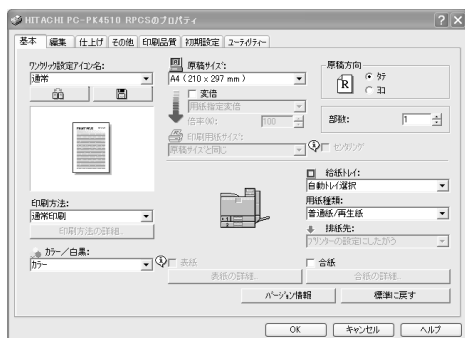 HITACHI PC-PK4510 RPCSのプロパティ
基本 編集 仕上げ その他 印刷品質 初期設定 ユーティリティー
ワンクリック設定アイコン名:
通常
印刷方法:
通常印刷
印刷方法の詳細...
カラー/白黒:
カラー
原稿サイズ:
A4 (210 x 297 mm)
変倍
用紙指定変倍
倍率(%): 100
印刷用紙サイズ:
原稿サイズと同じ
原稿方向
R
タテ
ヨコ
部数: 1
センタリング
給紙トレイ:
自動トレイ選択
用紙種類:
普通紙/再生紙
排紙先:
プリンターの設定にしたがう
表紙
表紙の詳細...
合紙
合紙の詳細...
バージョン情報
標準に戻す
OK
キャンセル
ヘルプ